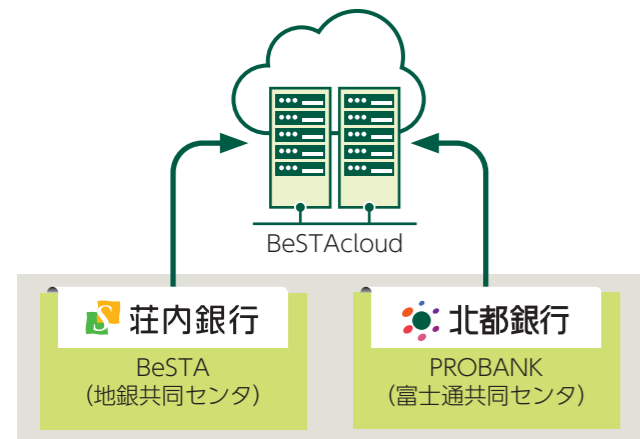 BeSTAcloud
荘内銀行
BeSTA
（地銀共同センタ）
北都銀行
PROBANK
（富士通共同センタ）